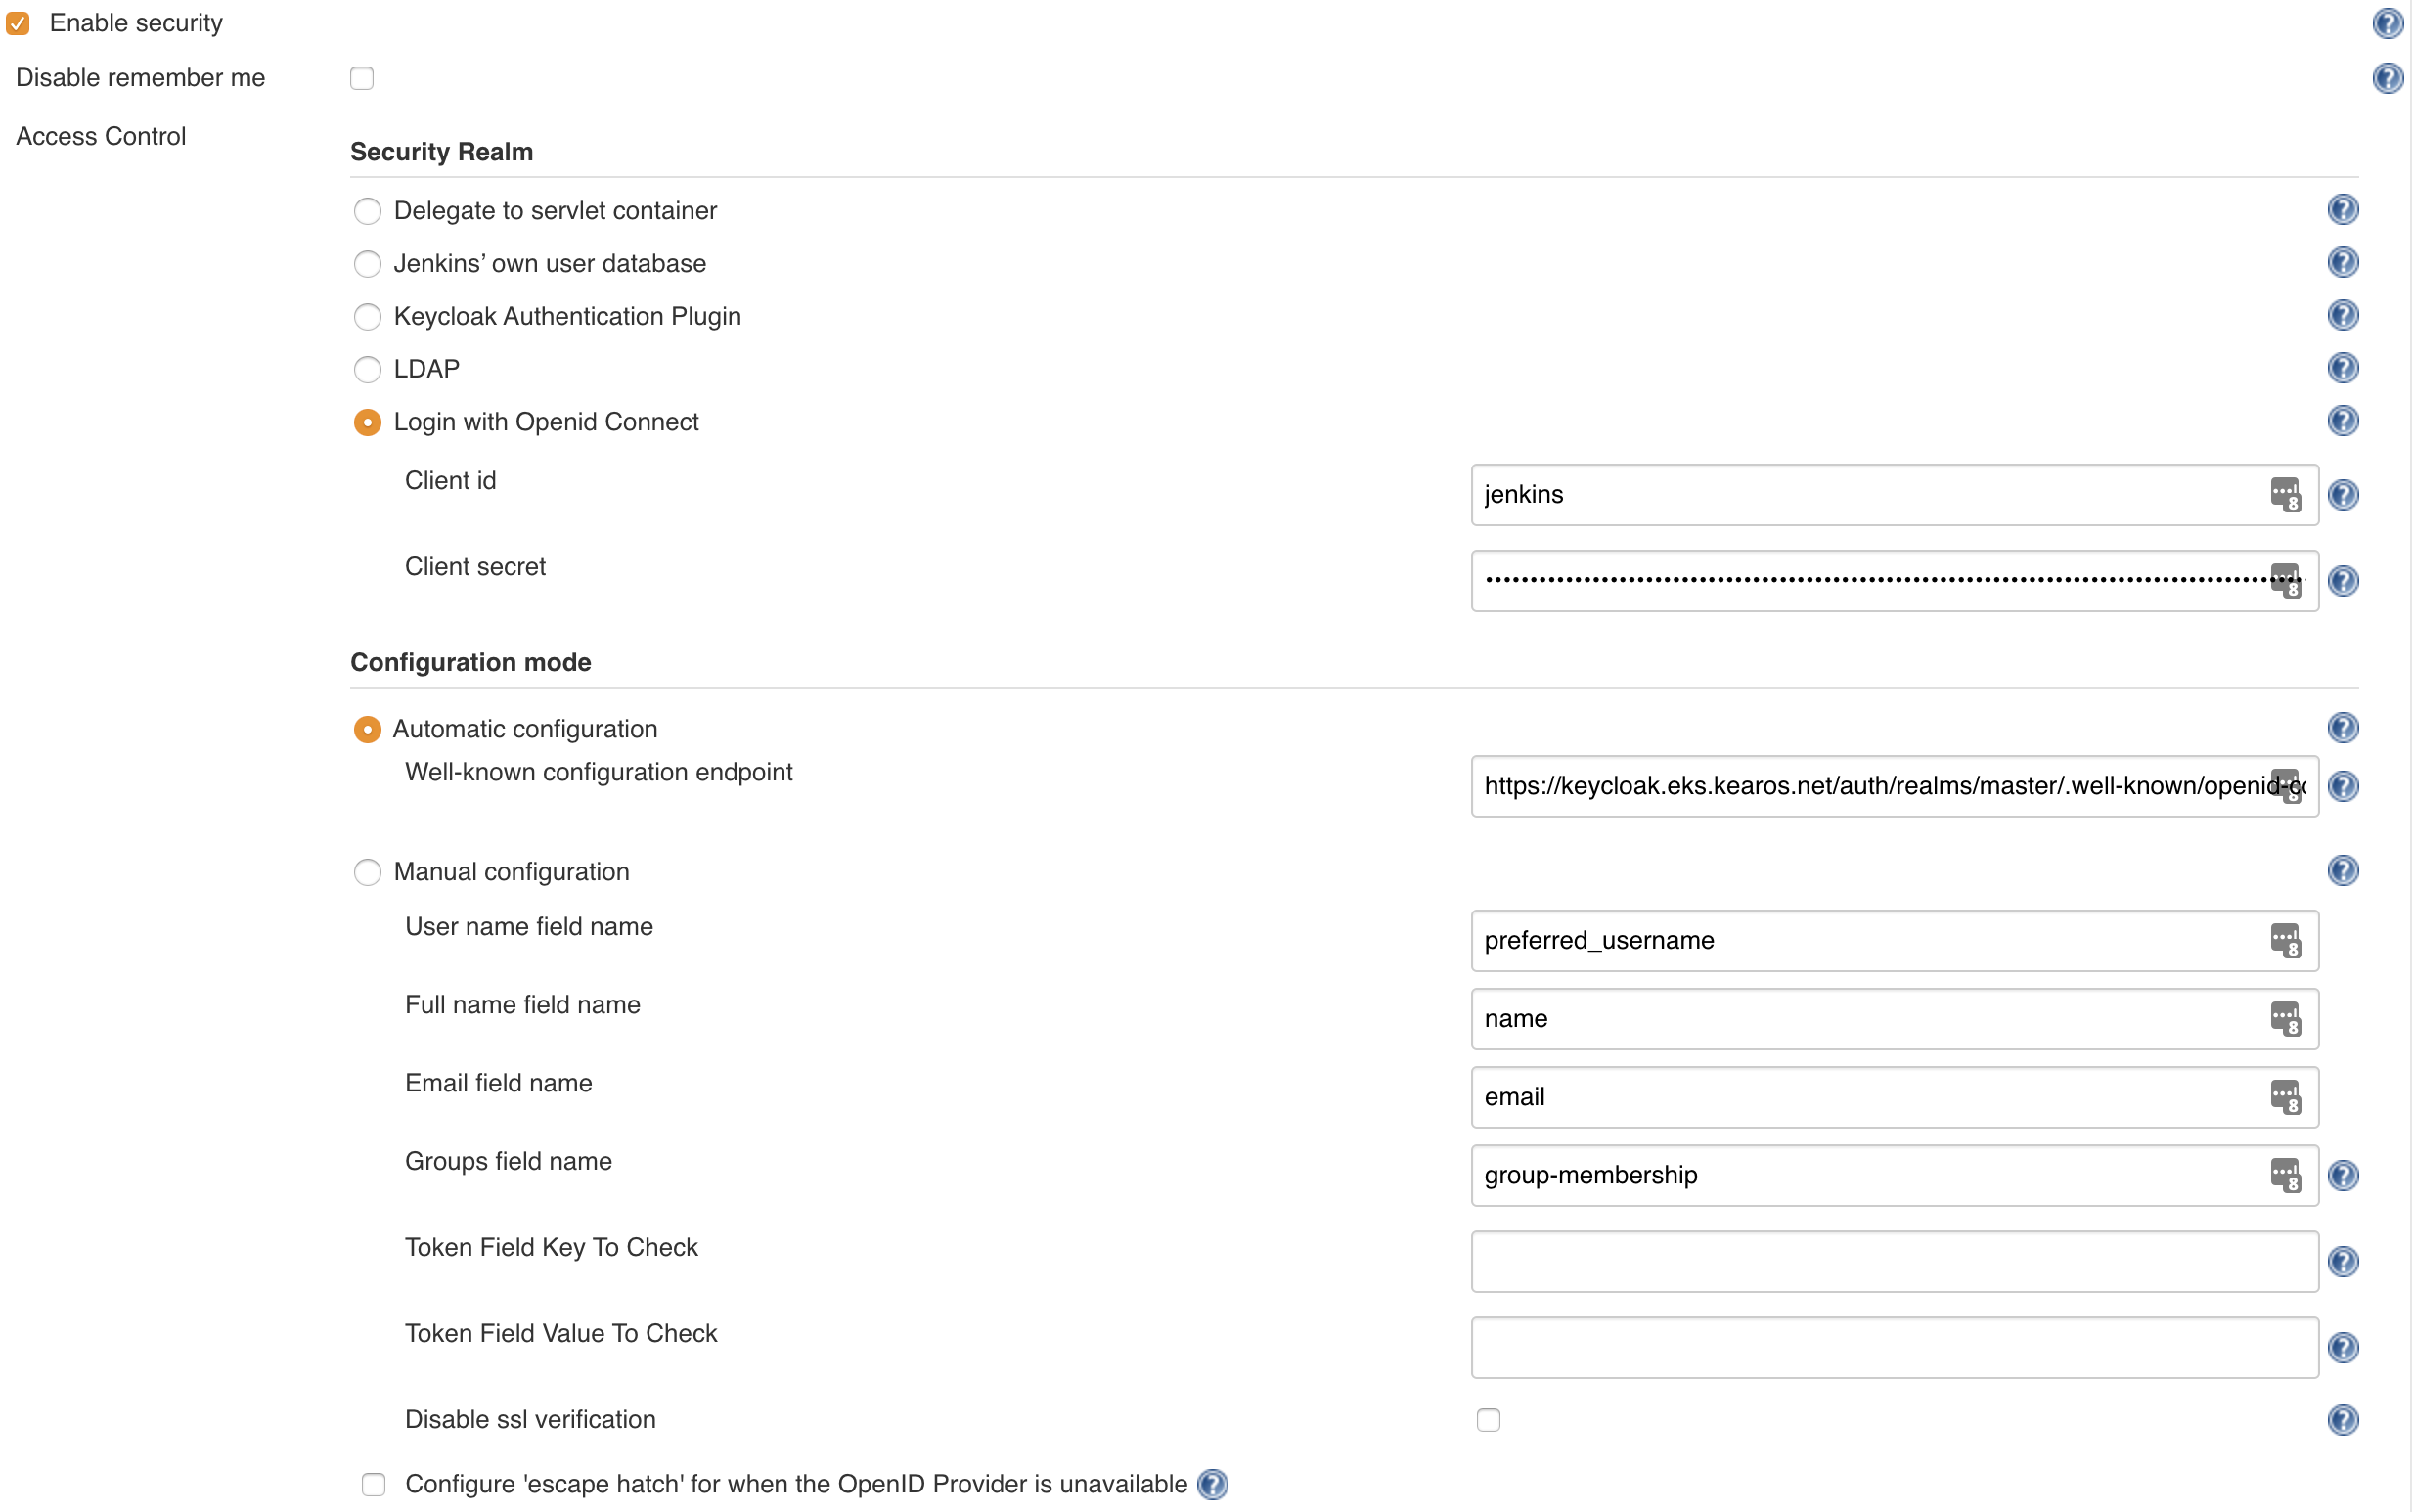 Enable security
Disable remember me
Access Control
Security Realm
Delegate to servlet container
Jenkins’ own user database
Keycloak Authentication Plugin
LDAP
Login with Openid Connect
Client id
jenkins
Client secret
Configuration mode
Automatic configuration
Well-known configuration endpoint
https://keycloak.eks.kearos.net/auth/realms/master/.well-known/openid-c
Manual configuration
User name field name
preferred_username
Full name field name
name
Email field name
email
Groups field name
group-membership
Token Field Key To Check
Token Field Value To Check
Disable ssl verification
Configure 'escape hatch' for when the OpenID Provider is unavailable